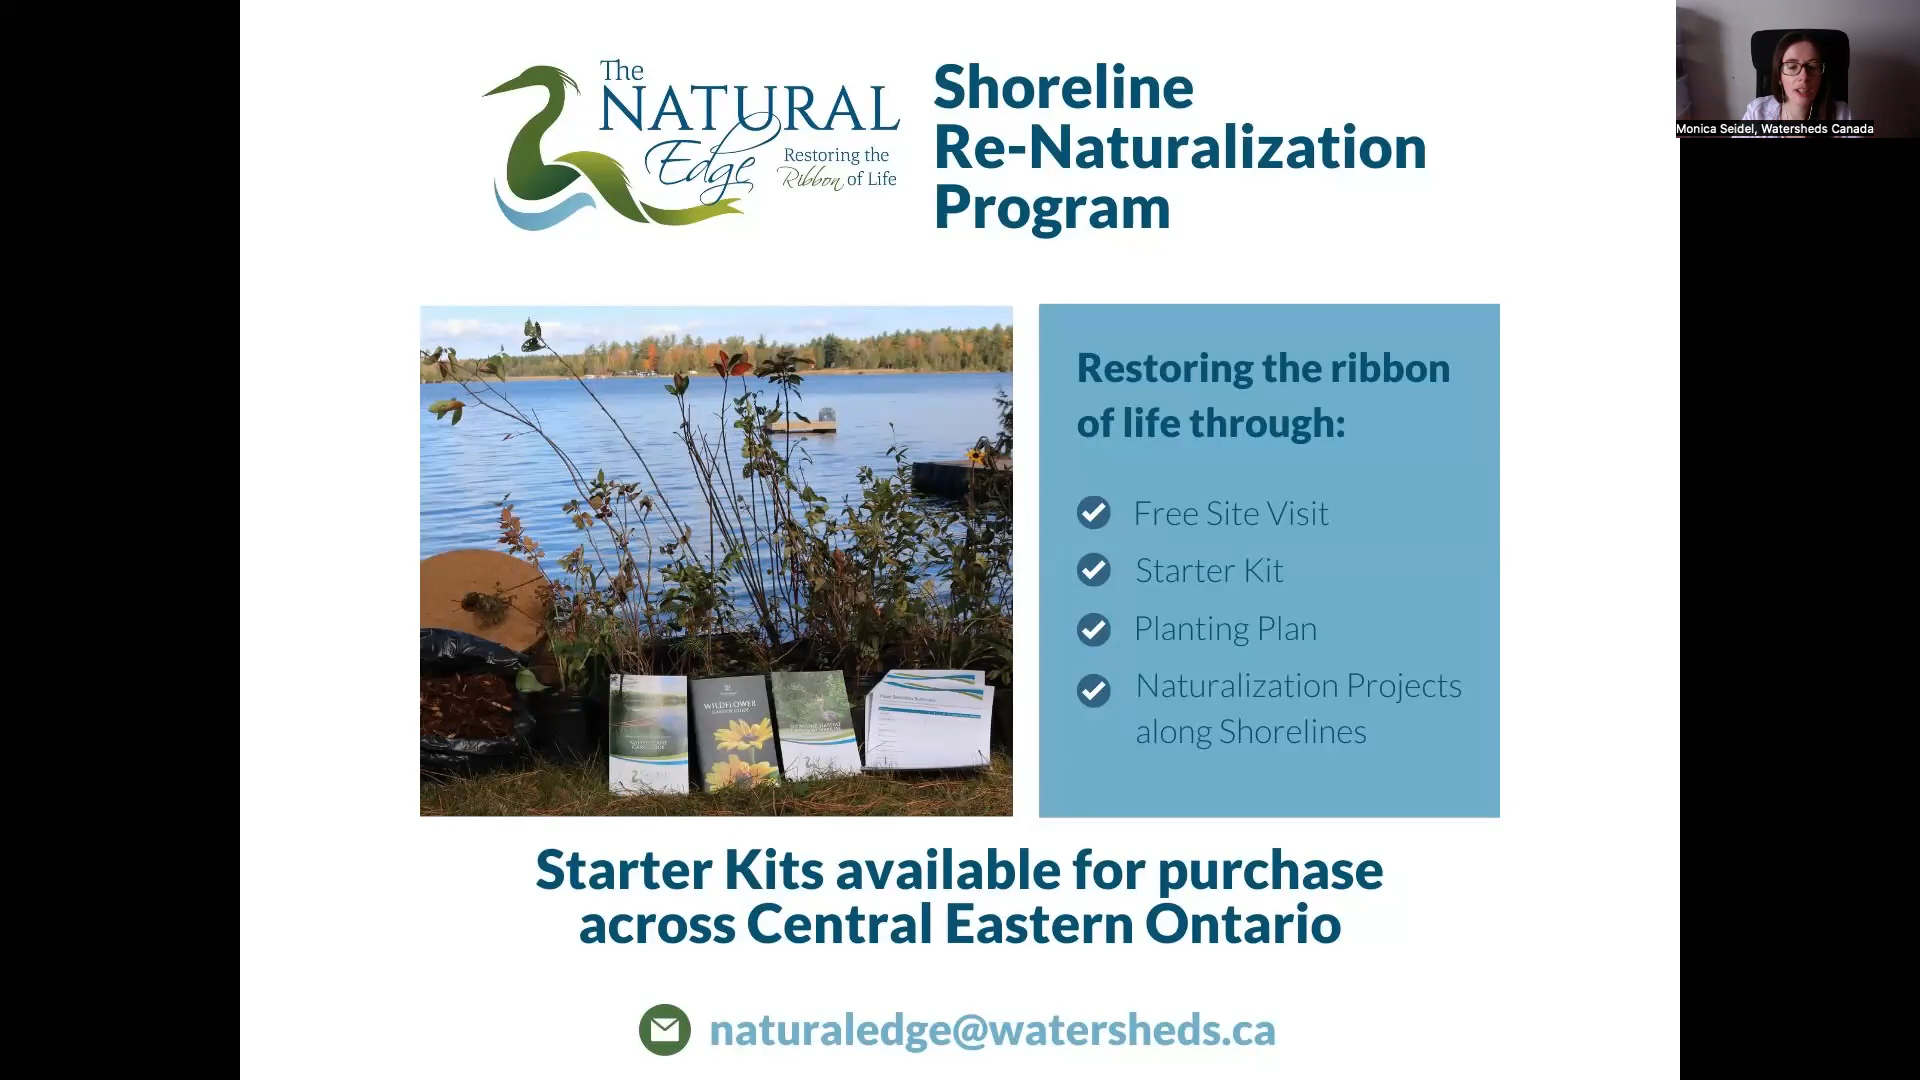 The
NATURAL
Edge
Restoring the
Ribbon of Life
Shoreline
Re-Naturalization
Program
Monica Seidel, Watersheds Canada
Restoring the ribbon
of life through:
Free Site Visit
Starter Kit
Planting Plan
Naturalization Projects
along Shorelines
WILDFLOWER
GARDEN GUIDE
Starter Kits available for purchase
across Central Eastern Ontario
naturaledge@watersheds.ca